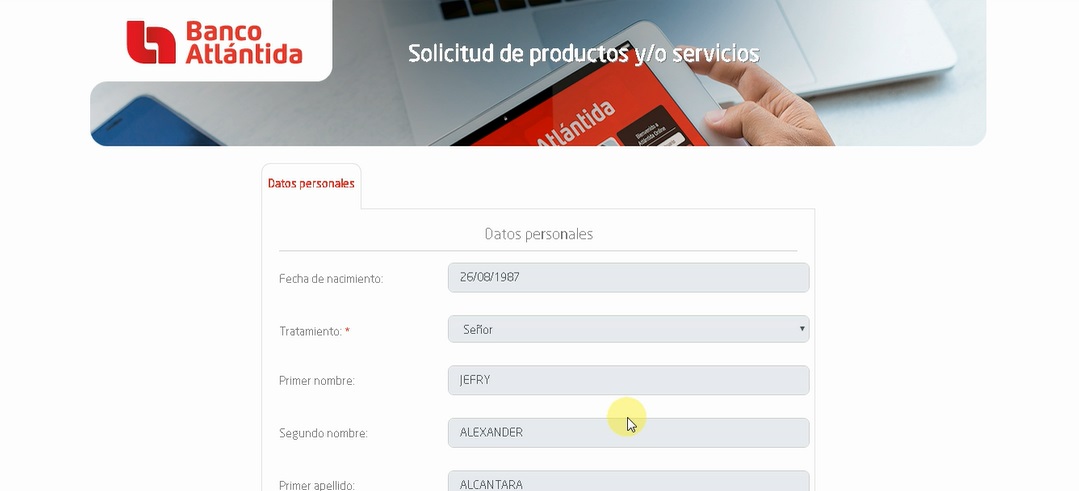 Banco
Atlántida
Solicitud de productos y/o servicios
Atlántida
Bienvenido a
Atlántida Online
Datos personales
Datos personales
Fecha de nacimiento: 26/08/1987
Tratamiento: * Señor
Primer nombre: JEFRY
Segundo nombre: ALEXANDER
Primer apellido: ALCANTARA